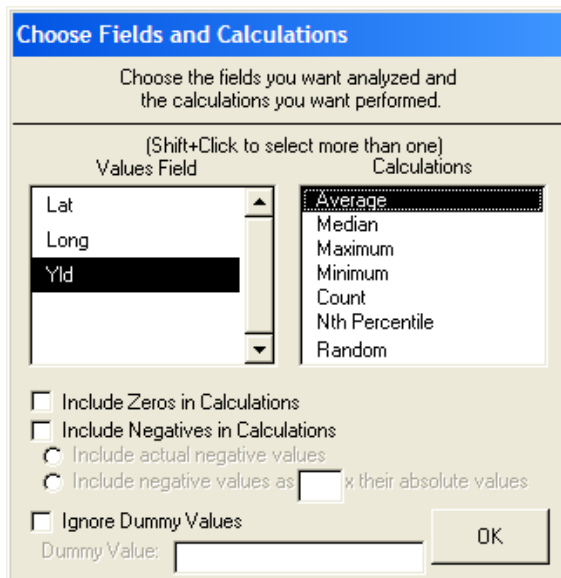 Choose Fields and Calculations
Choose the fields you want analyzed and
the calculations you want performed.
(Shift+Click to select more than one)
Values Field
Calculations
Lat
Long
Yld
Average
Median
Maximum
Minimum
Count
Nth Percentile
Random
Include Zeros in Calculations
Include Negatives in Calculations
Include actual negative values
Include negative values as x their absolute values
Ignore Dummy Values
Dummy Value:
OK